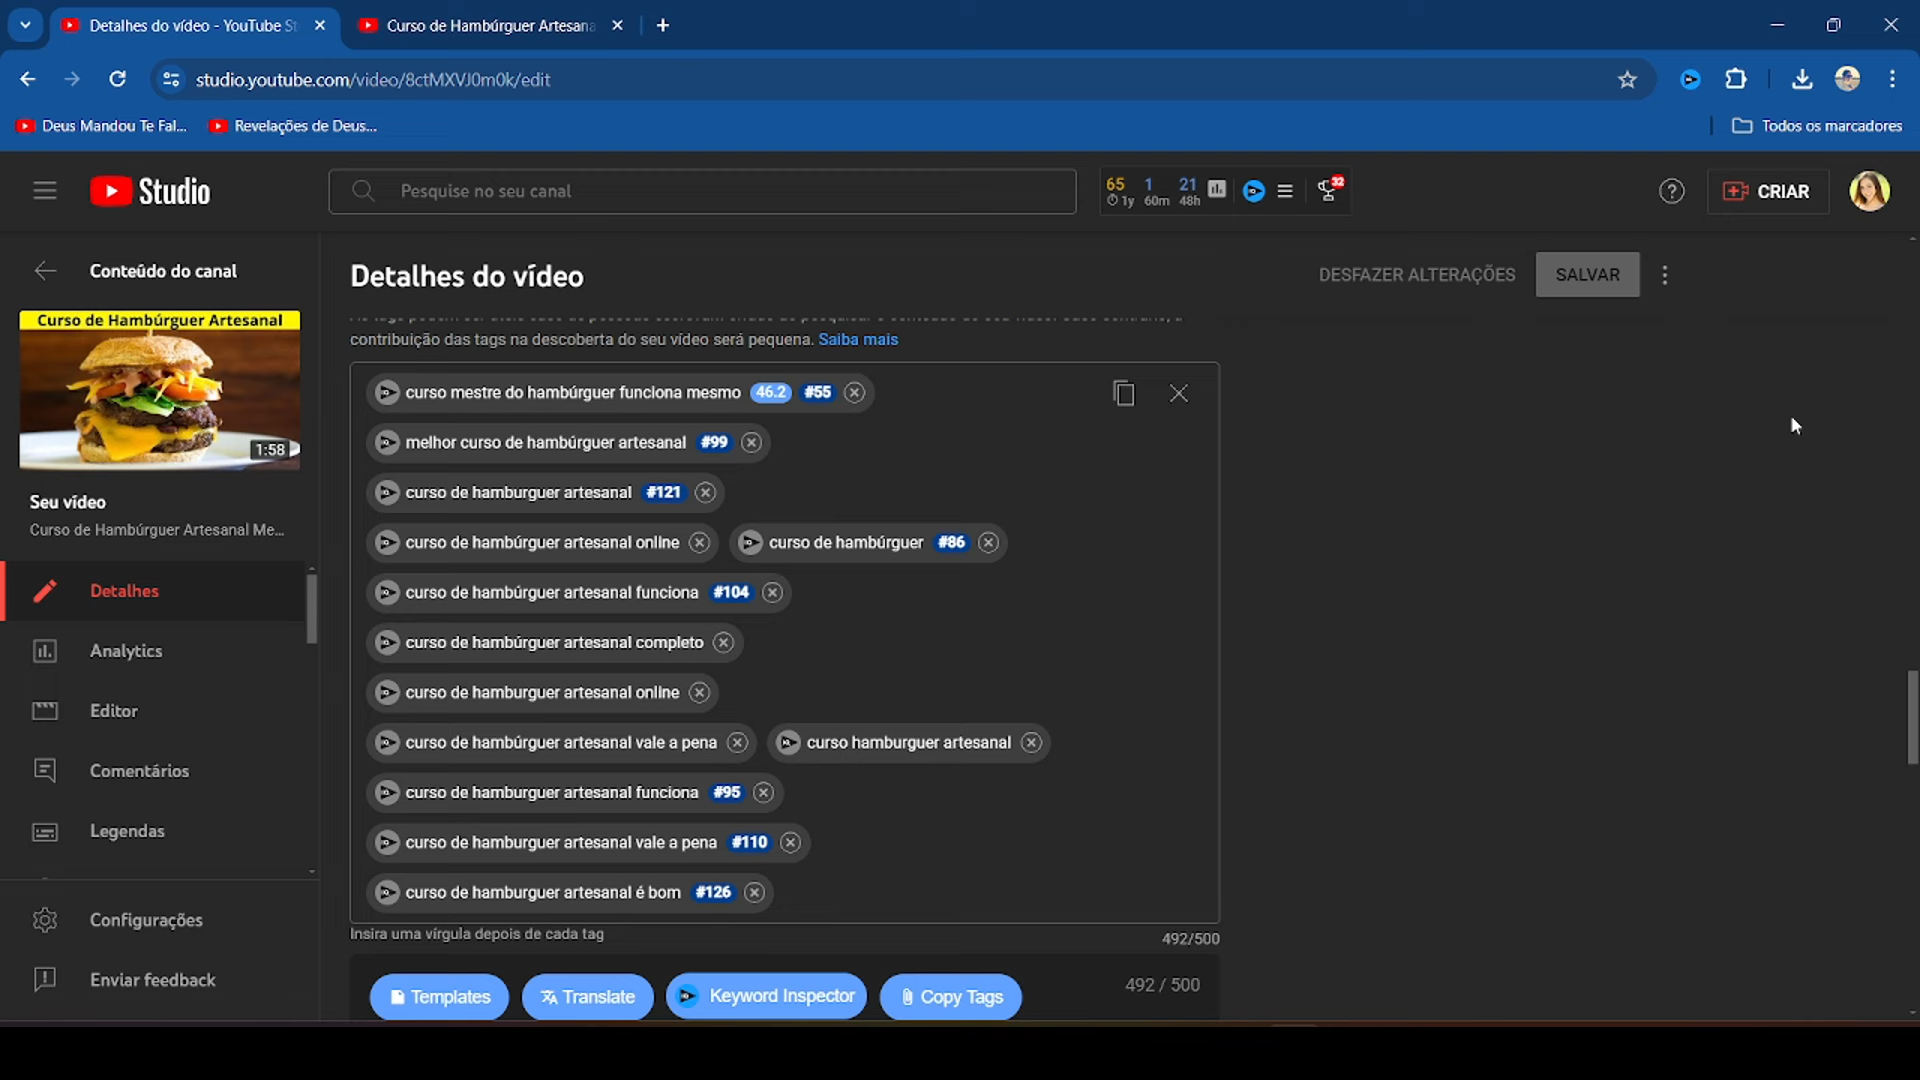 Detalhes do vídeo - YouTube St
Curso de Hambúrguer Artesana
studio.youtube.com/video/8ctMXVJ0m0k/edit
Deus Mandou Te Fal...
Revelações de Deus...
Todos os marcadores
Studio
Pesquise no seu canal
65 1 21
1y 60m 48h
32
CRIAR
Conteúdo do canal
Detalhes do vídeo
DESFAZER ALTERAÇÕES
SALVAR
Curso de Hambúrguer Artesanal
1:58
contribuição das tags na descoberta do seu vídeo será pequena. Saiba mais
curso mestre do hambúrguer funciona mesmo 46.2 #55
melhor curso de hambúrguer artesanal #99
curso de hamburguer artesanal #121
curso de hambúrguer artesanal online
curso de hambúrguer #86
curso de hambúrguer artesanal funciona #104
curso de hambúrguer artesanal completo
curso de hamburguer artesanal online
curso de hambúrguer artesanal vale a pena
curso hamburguer artesanal
curso de hamburguer artesanal funciona #95
curso de hamburguer artesanal vale a pena #110
curso de hamburguer artesanal é bom #126
Insira uma vírgula depois de cada tag
492/500
Templates
Translate
Keyword Inspector
Copy Tags
492 / 500
Seu vídeo
Curso de Hambúrguer Artesanal Me...
Detalhes
Analytics
Editor
Comentários
Legendas
Configurações
Enviar feedback